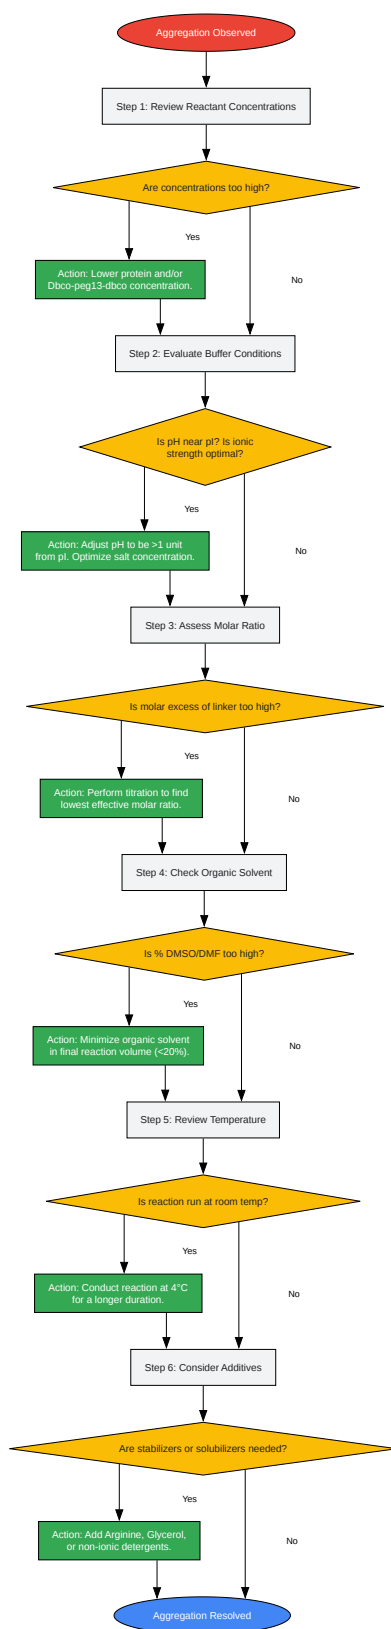 Aggregation Observed
Step 1: Review Reactant Concentrations
Are concentrations too high?
Yes
Action: Lower protein and/or
Dbco-peg13-dbco concentration.
No
Step 2: Evaluate Buffer Conditions
Is pH near pI? Is ionic
strength optimal?
Yes
Action: Adjust pH to be >1 unit
from pI. Optimize salt concentration.
No
Step 3: Assess Molar Ratio
Is molar excess of linker too high?
Yes
Action: Perform titration to find
lowest effective molar ratio.
No
Step 4: Check Organic Solvent
Is % DMSO/DMF too high?
Yes
Action: Minimize organic solvent
in final reaction volume (<20%).
No
Step 5: Review Temperature
Is reaction run at room temp?
Yes
Action: Conduct reaction at 4°C
for a longer duration.
No
Step 6: Consider Additives
Are stabilizers or solubilizers needed?
Yes
Action: Add Arginine, Glycerol,
or non-ionic detergents.
No
Aggregation Resolved